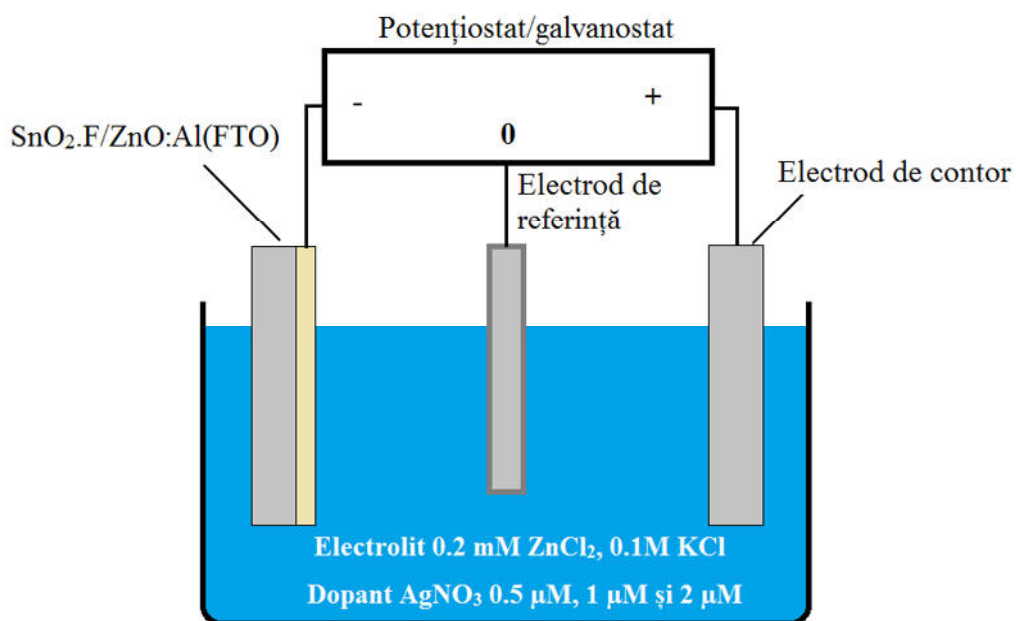 Potențiostat/galvanostat
- +
0
SnO₂.F/ZnO:Al(FTO)
Electrod de
referință
Electrod de contor
Electrolit 0.2 mM ZnCl₂, 0.1M KCl
Dopant AgNO₃ 0.5 µM, 1 µM și 2 µM